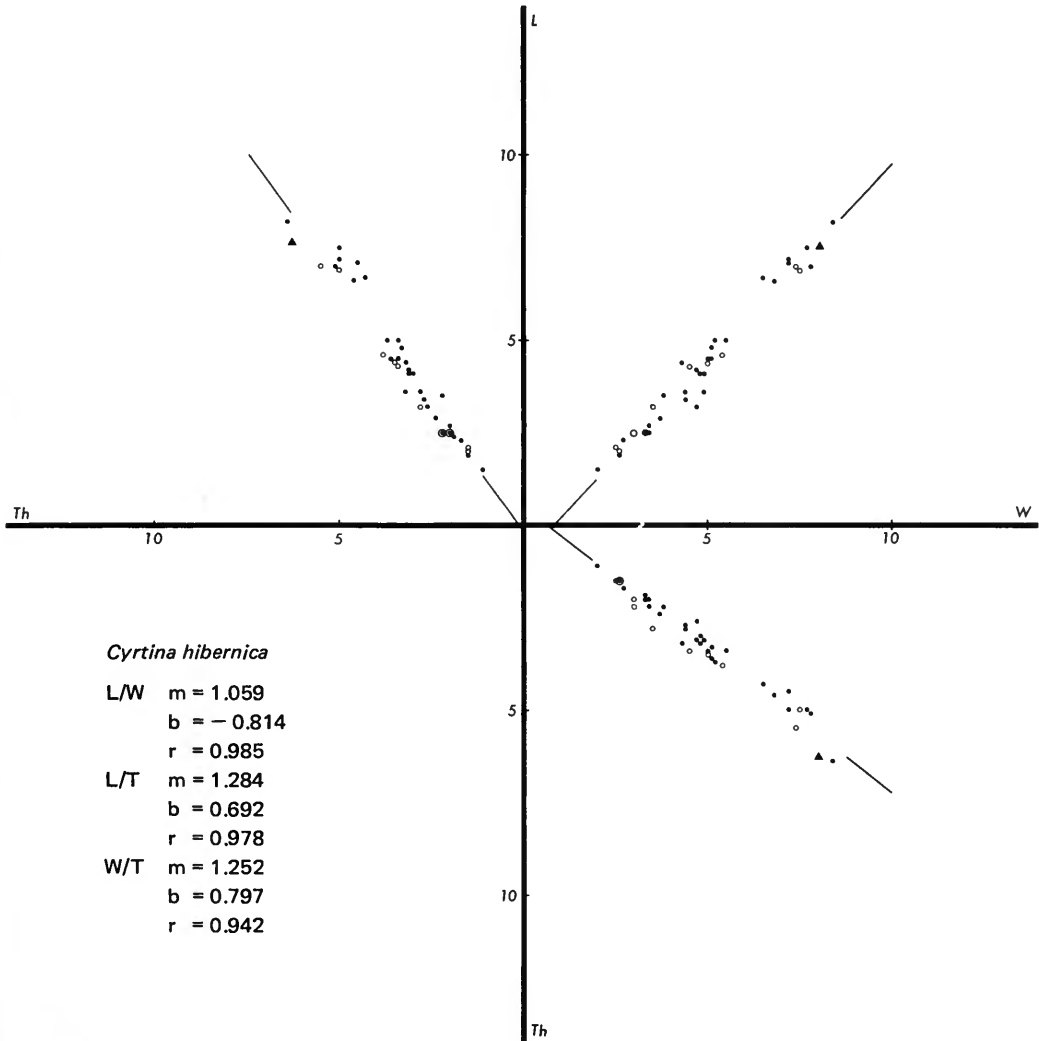 L
10
5
Th
10
5
5
10
W
5
10
Th
Cyrtina hibernica
L/W m = 1.059
b = − 0.814
r = 0.985
L/T m = 1.284
b = 0.692
r = 0.978
W/T m = 1.252
b = 0.797
r = 0.942